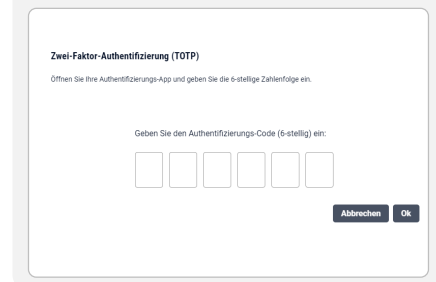 Zwei-Faktor-Authentifizierung (TOTP)
Öffnen Sie Ihre Authentifizierungs-App und geben Sie die 6-stellige Zahlenfolge ein.
Geben Sie den Authentifizierungs-Code (6-stellig) ein:
Abbrechen Ok